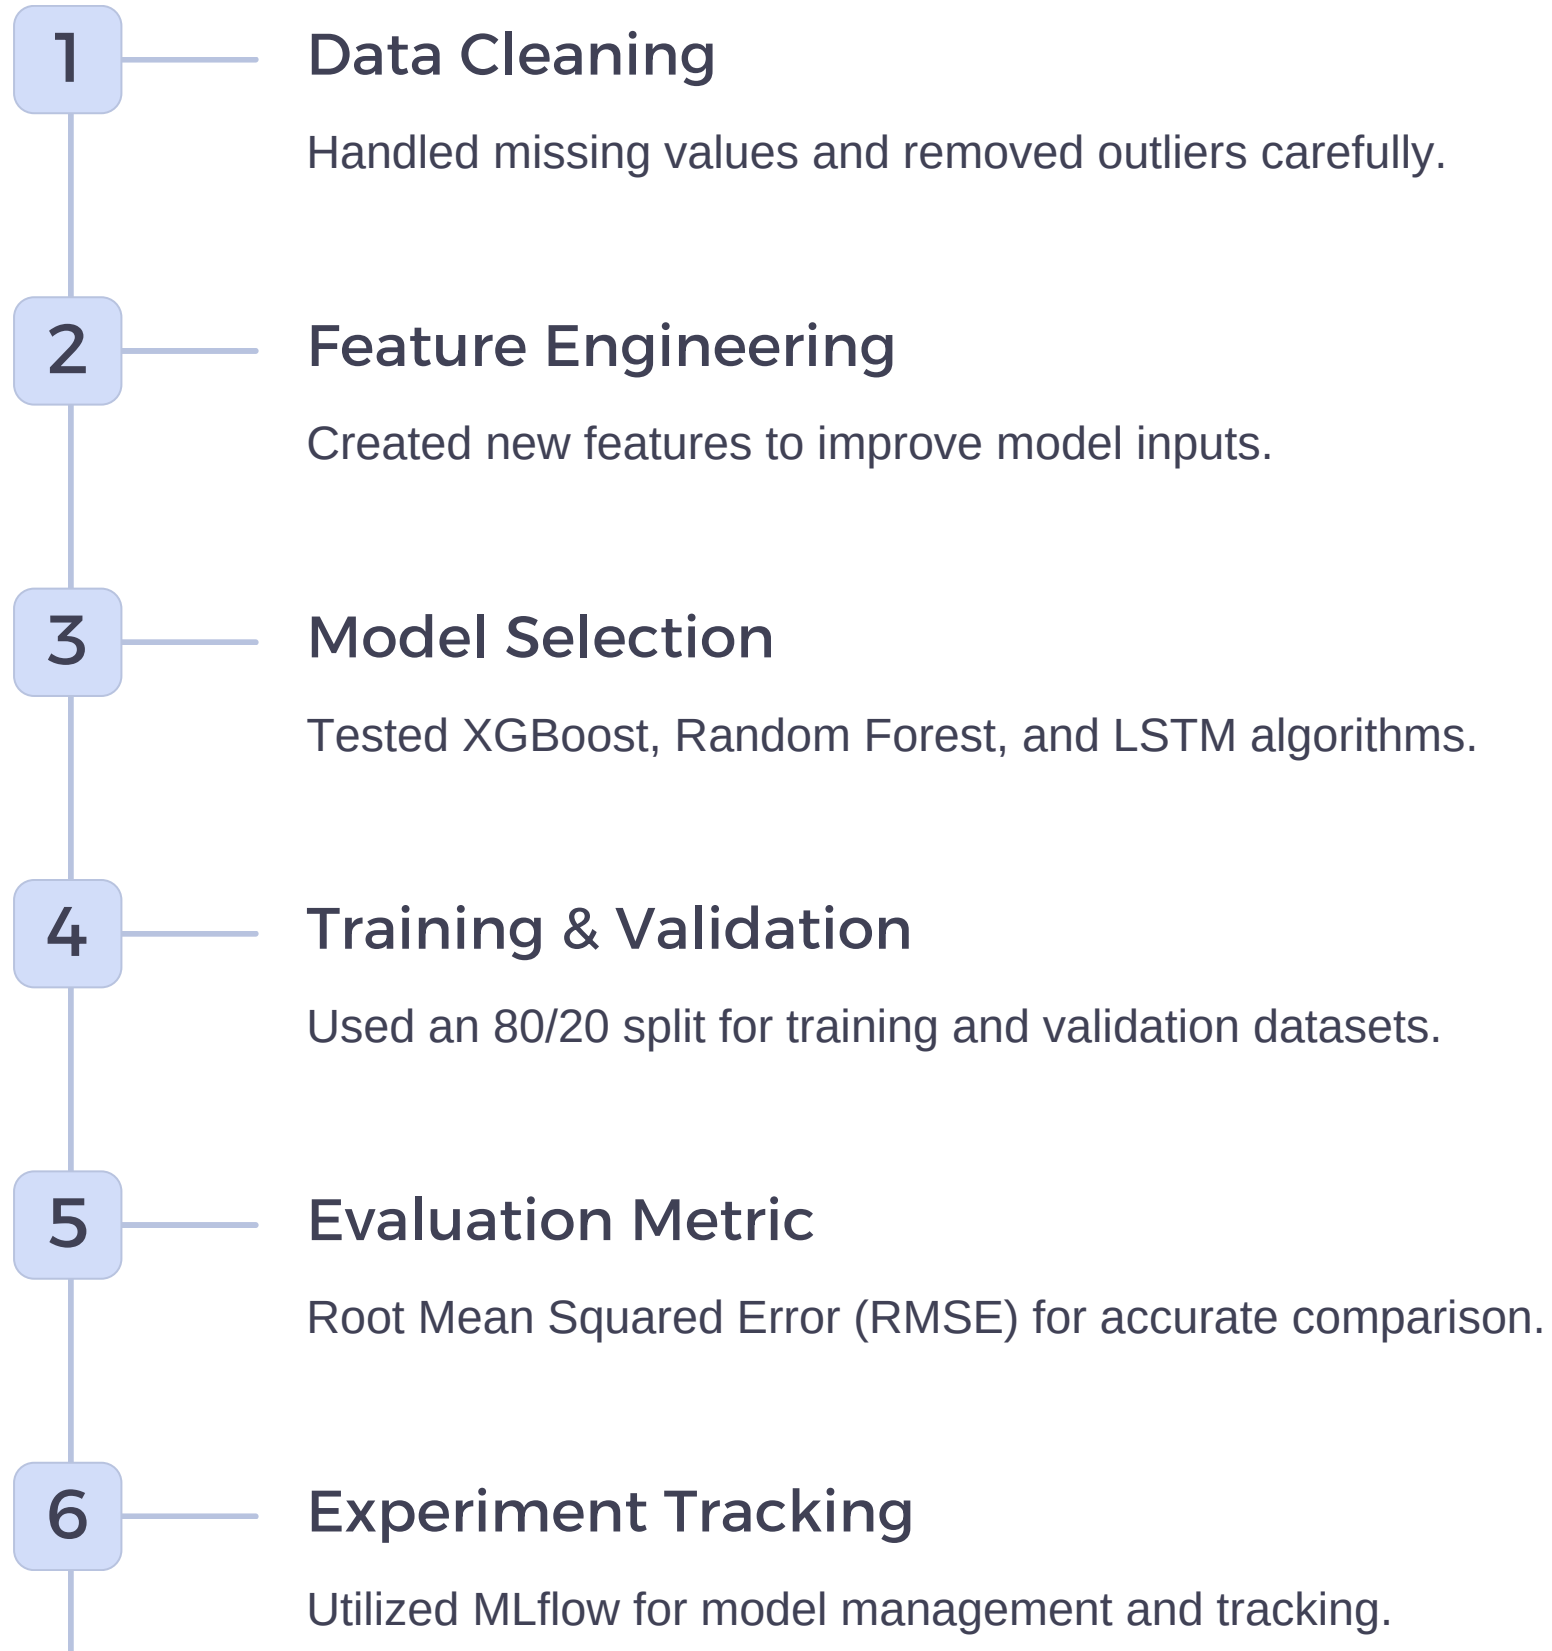 1
Data Cleaning
Handled missing values and removed outliers carefully.
2
Feature Engineering
Created new features to improve model inputs.
3
Model Selection
Tested XGBoost, Random Forest, and LSTM algorithms.
4
Training & Validation
Used an 80/20 split for training and validation datasets.
5
Evaluation Metric
Root Mean Squared Error (RMSE) for accurate comparison.
6
Experiment Tracking
Utilized MLflow for model management and tracking.